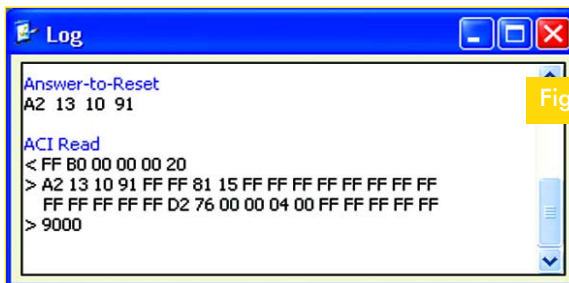 Log
Answer-to-Reset
A2 13 10 91
Fig
ACI Read
< FF B0 00 00 00 20
> A2 13 10 91 FF FF 81 15 FF FF FF FF FF FF FF FF
FF FF FF FF FF D2 76 00 00 04 00 FF FF FF FF FF
> 9000